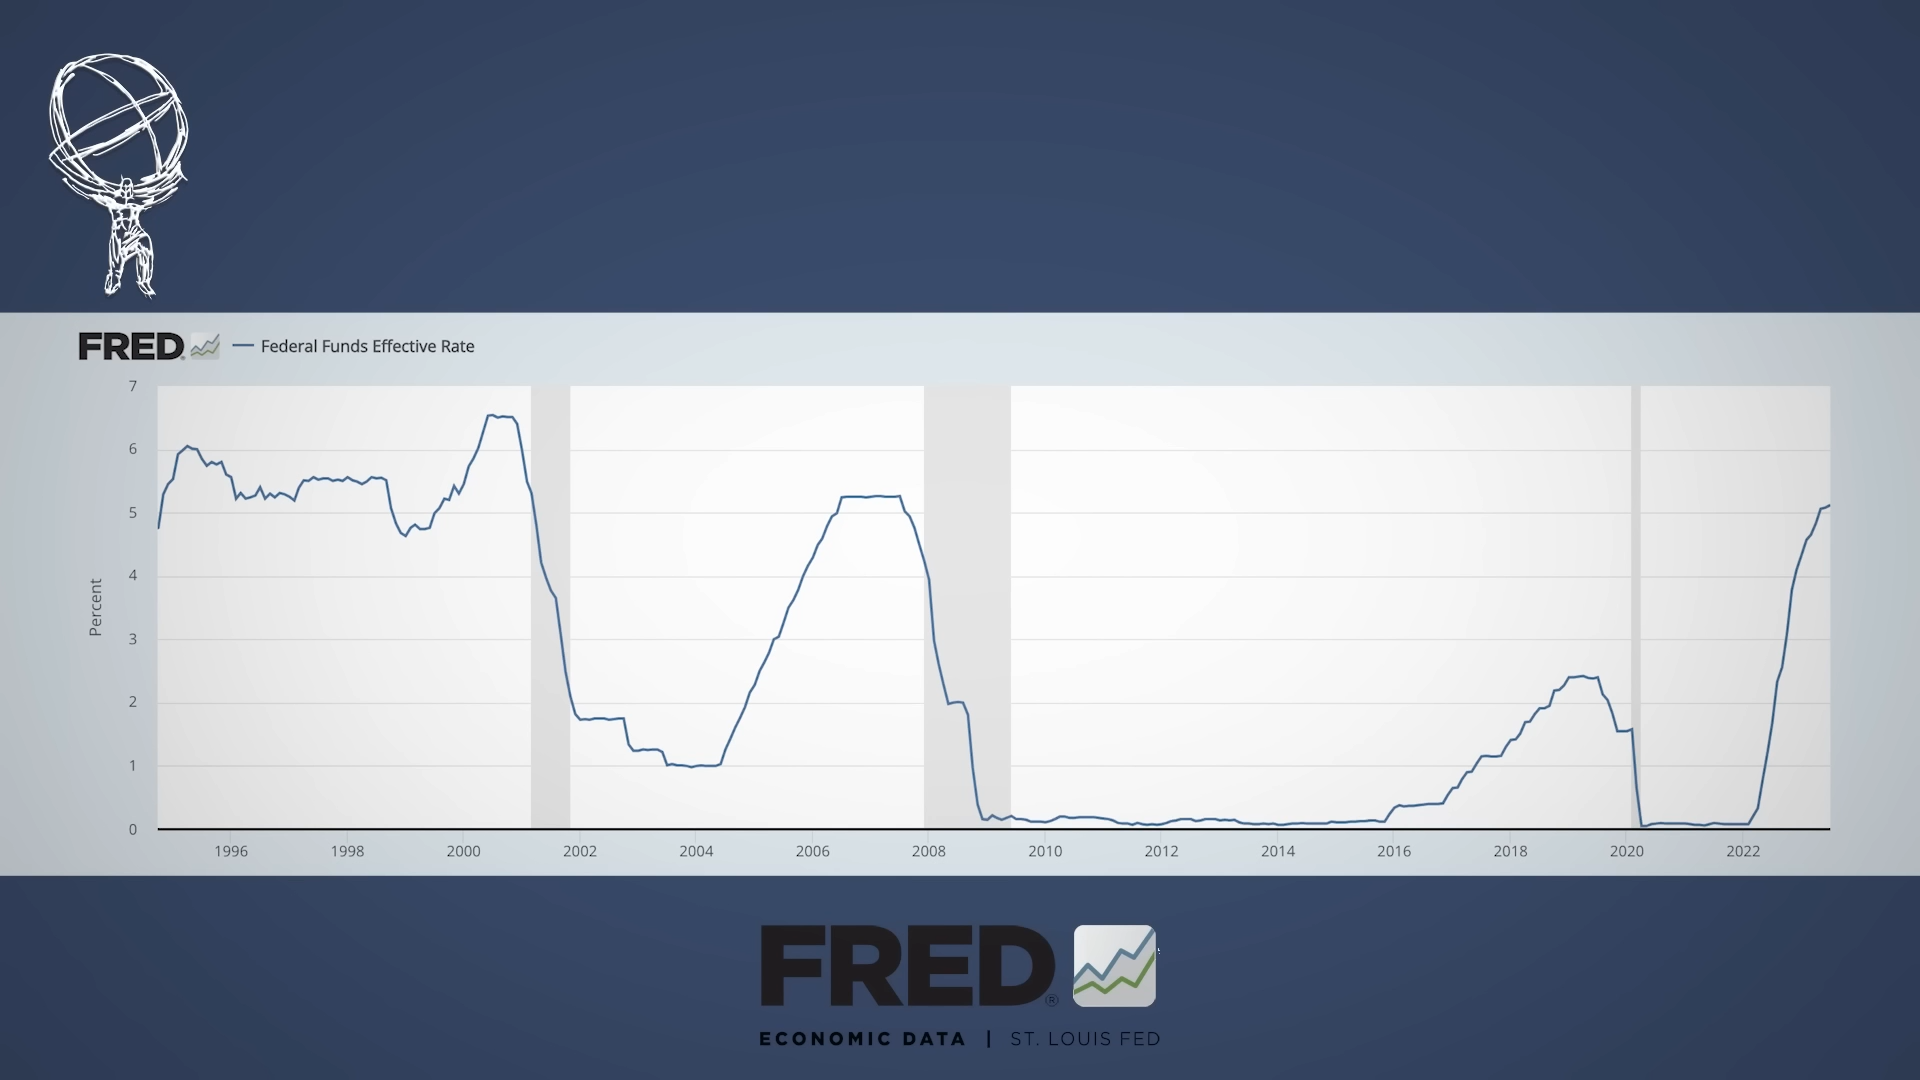 FRED Federal Funds Effective Rate
7
6
5
4
3
2
1
0
Percent
1996 1998 2000 2002 2004 2006 2008 2010 2012 2014 2016 2018 2020 2022
FRED®
ECONOMIC DATA | ST. LOUIS FED